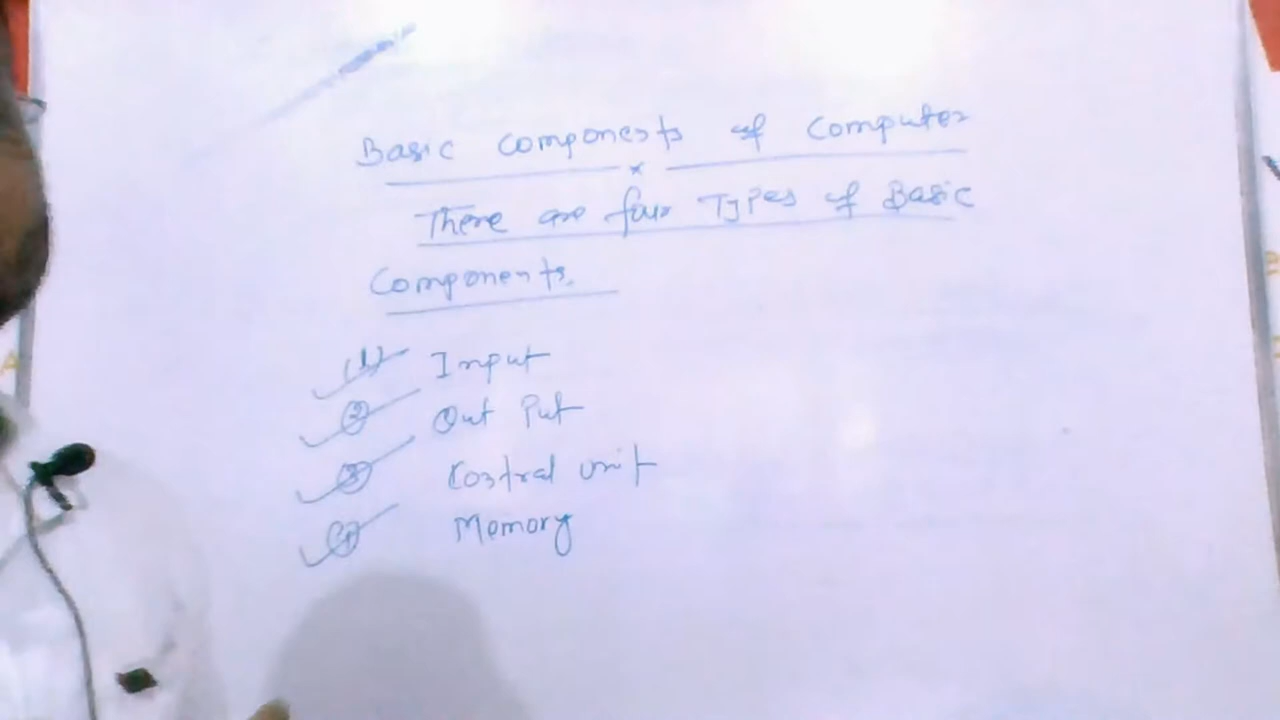 Basic components of computer
There are four Types of Basic
Components.
(1) Input
(2) Out Put
(3) Control unit
(4) Memory